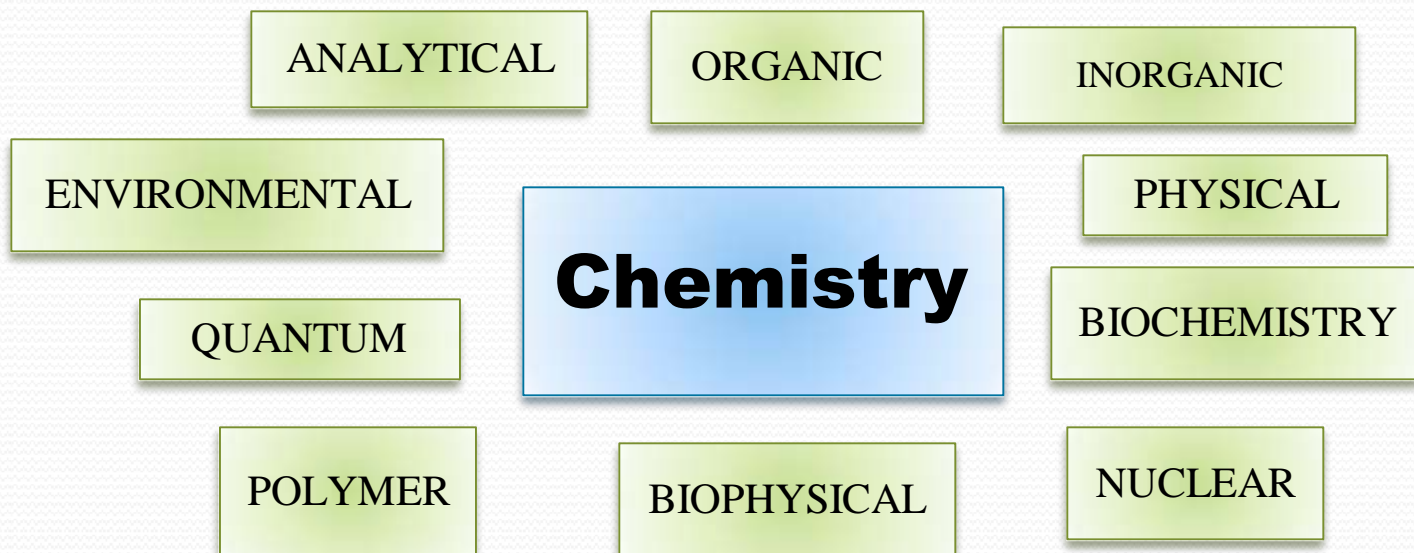 ANALYTICAL
ORGANIC
INORGANIC
ENVIRONMENTAL
PHYSICAL
Chemistry
QUANTUM
BIOCHEMISTRY
POLYMER
BIOPHYSICAL
NUCLEAR